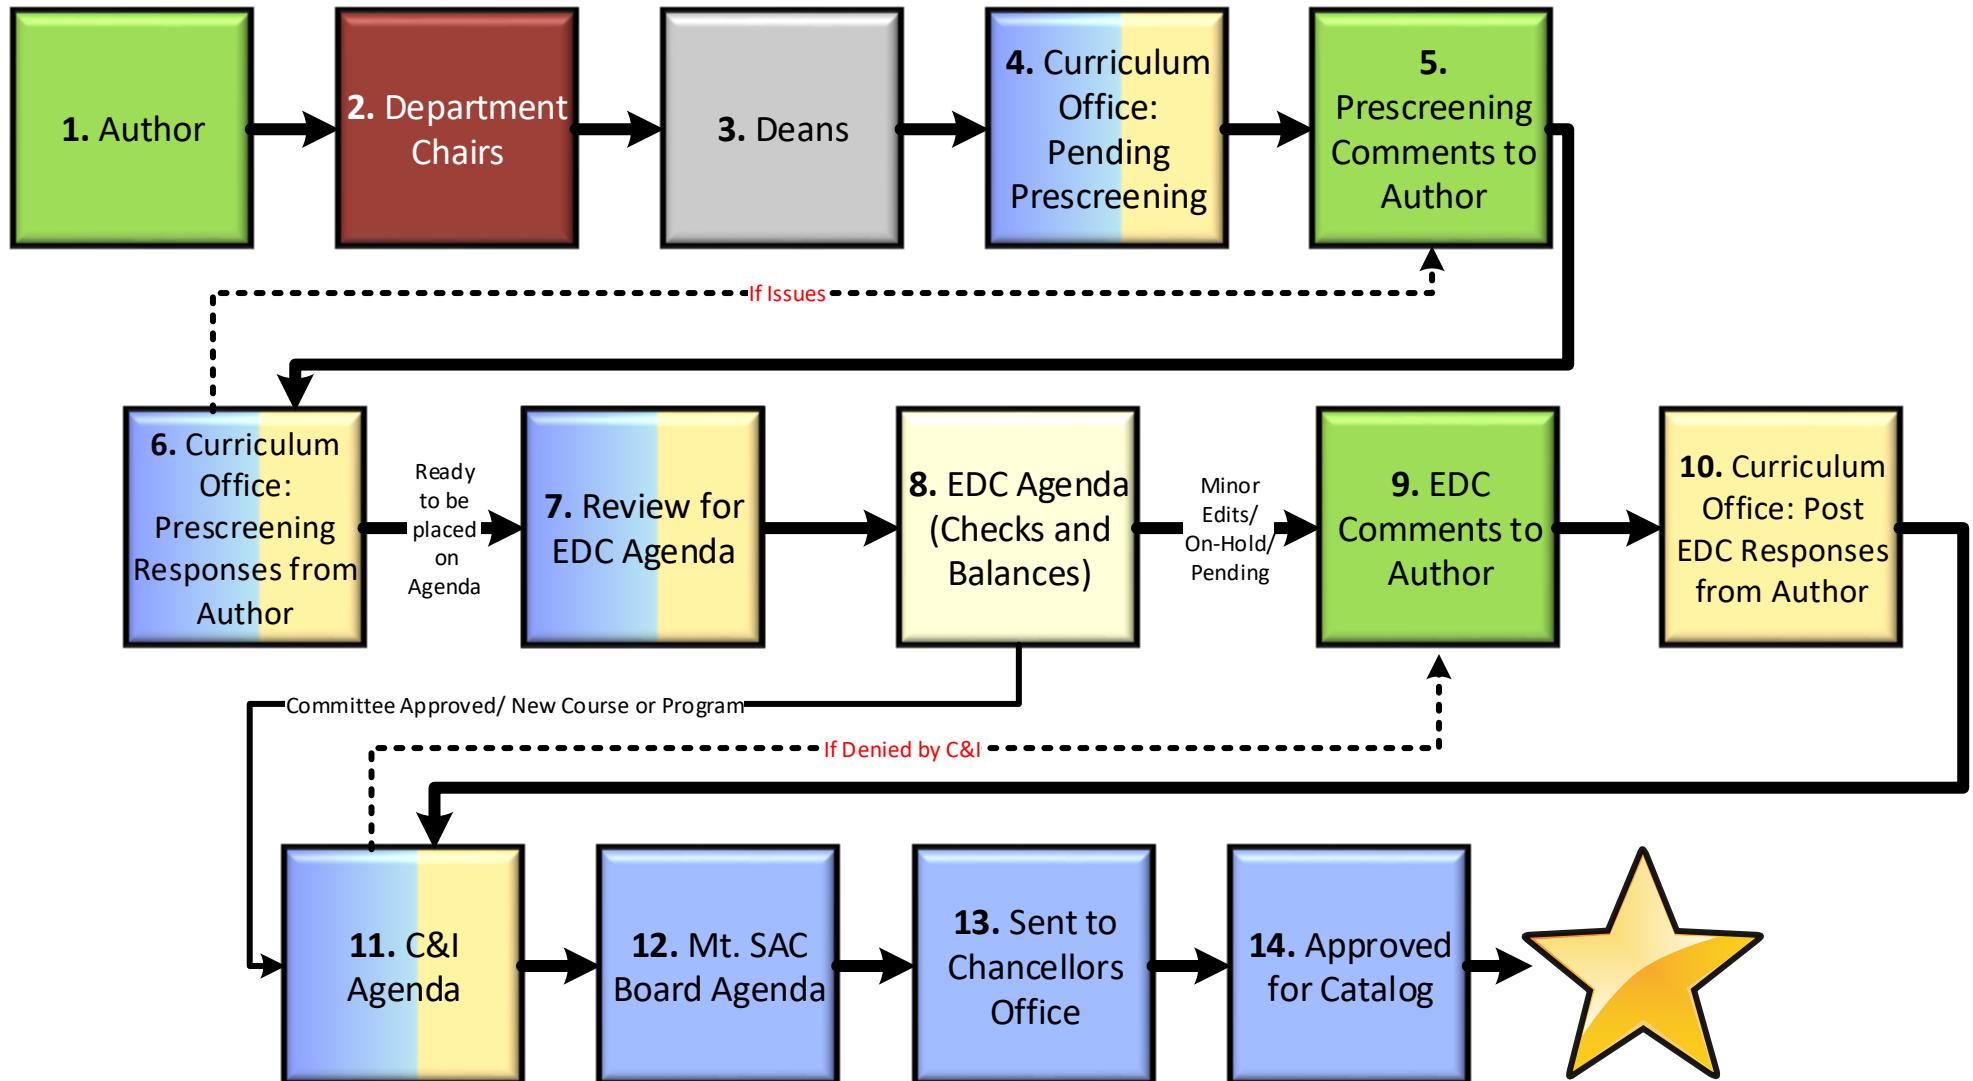 1. Author
2. Department
Chairs
3. Deans
4. Curriculum
Office:
Pending
Prescreening
5.
Prescreening
Comments to
Author
If Issues
6. Curriculum
Office:
Prescreening
Responses from
Author
Ready
to be
placed
on
Agenda
7. Review for
EDC Agenda
8. EDC Agenda
(Checks and
Balances)
Minor
Edits/
On-Hold/
Pending
9. EDC
Comments to
Author
10. Curriculum
Office: Post
EDC Responses
from Author
Committee Approved/ New Course or Program
If Denied by C&I
11. C&I
Agenda
12. Mt. SAC
Board Agenda
13. Sent to
Chancellors
Office
14. Approved
for Catalog